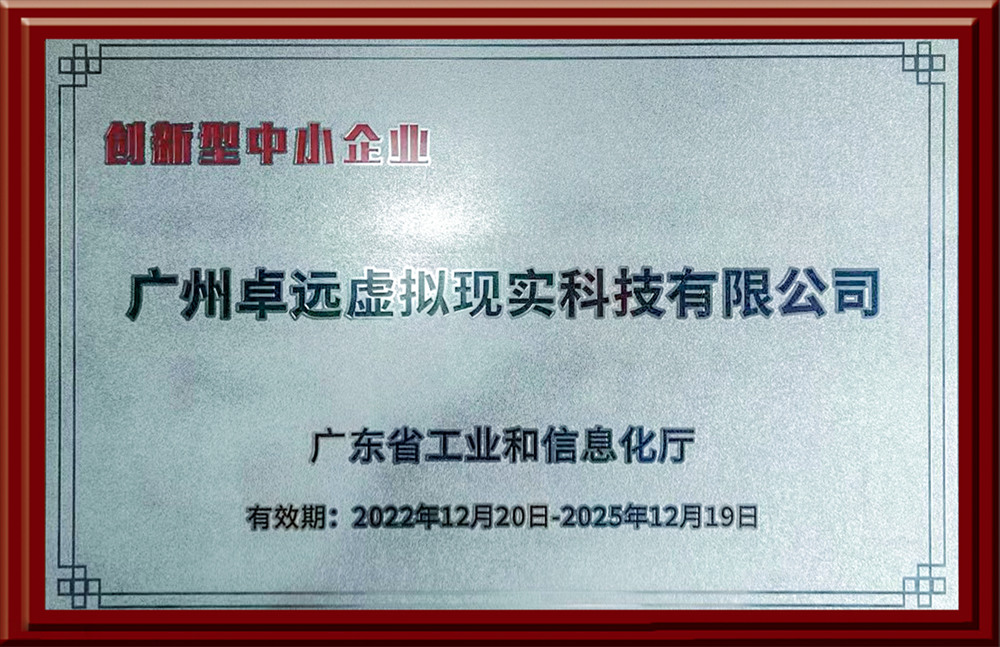 创新型中小企业
广州卓远虚拟现实科技有限公司
广东省工业和信息化厅
有效期：2022年12月20日-2025年12月19日